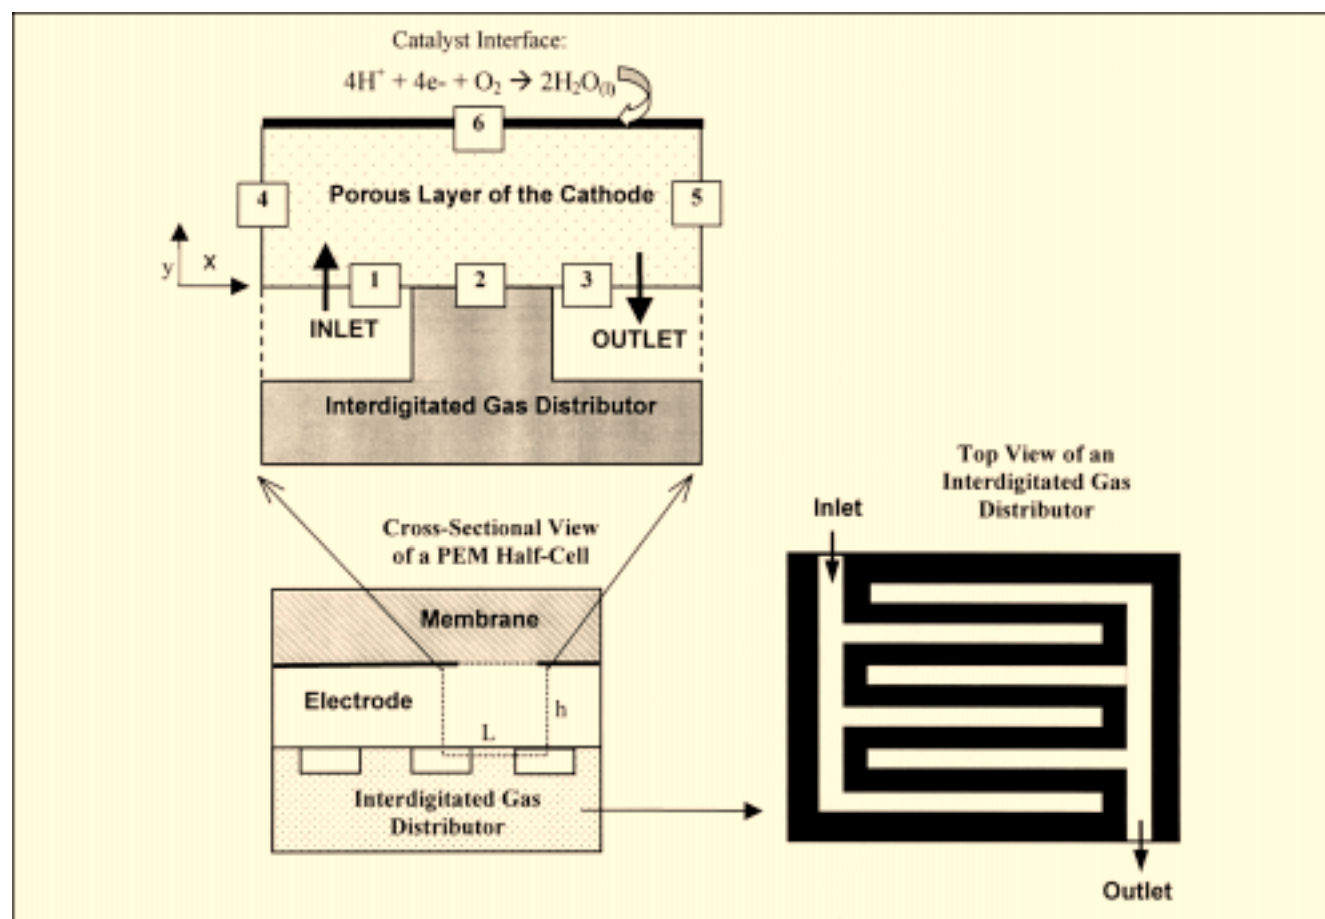 Catalyst Interface:
4H⁺ + 4e- + O₂ → 2H₂O₍ₗ₎
6
Porous Layer of the Cathode
4
5
y
x
1
2
3
INLET
OUTLET
Interdigitated Gas Distributor
Cross-Sectional View
of a PEM Half-Cell
Membrane
Electrode
h
L
Interdigitated Gas
Distributor
Top View of an
Interdigitated Gas
Distributor
Inlet
Outlet